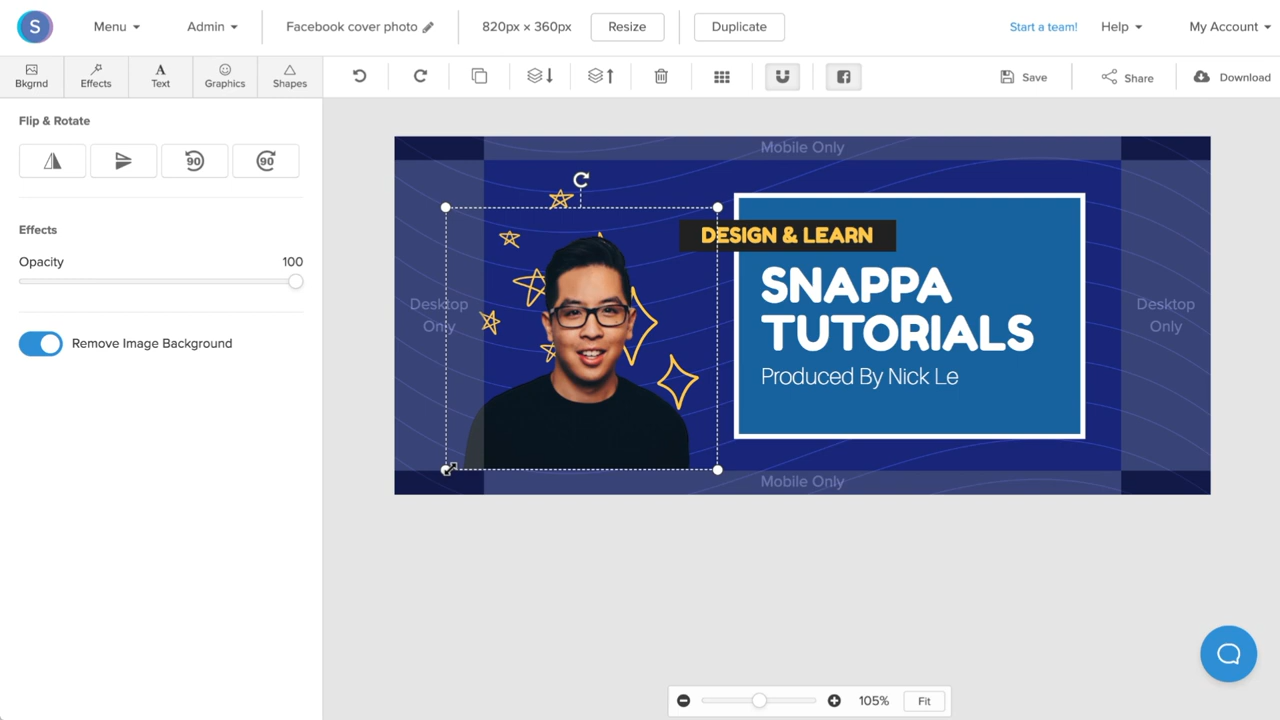 S
Menu
Admin
Facebook cover photo
820px × 360px
Resize
Duplicate
Start a team!
Help
My Account
Bkgrnd
Effects
Text
Graphics
Shapes
Save
Share
Download
Flip & Rotate
90
90
Effects
Opacity
100
Remove Image Background
Mobile Only
DESIGN & LEARN
SNAPPA
TUTORIALS
Produced By Nick Le
Desktop
Only
Desktop
Only
Mobile Only
105%
Fit